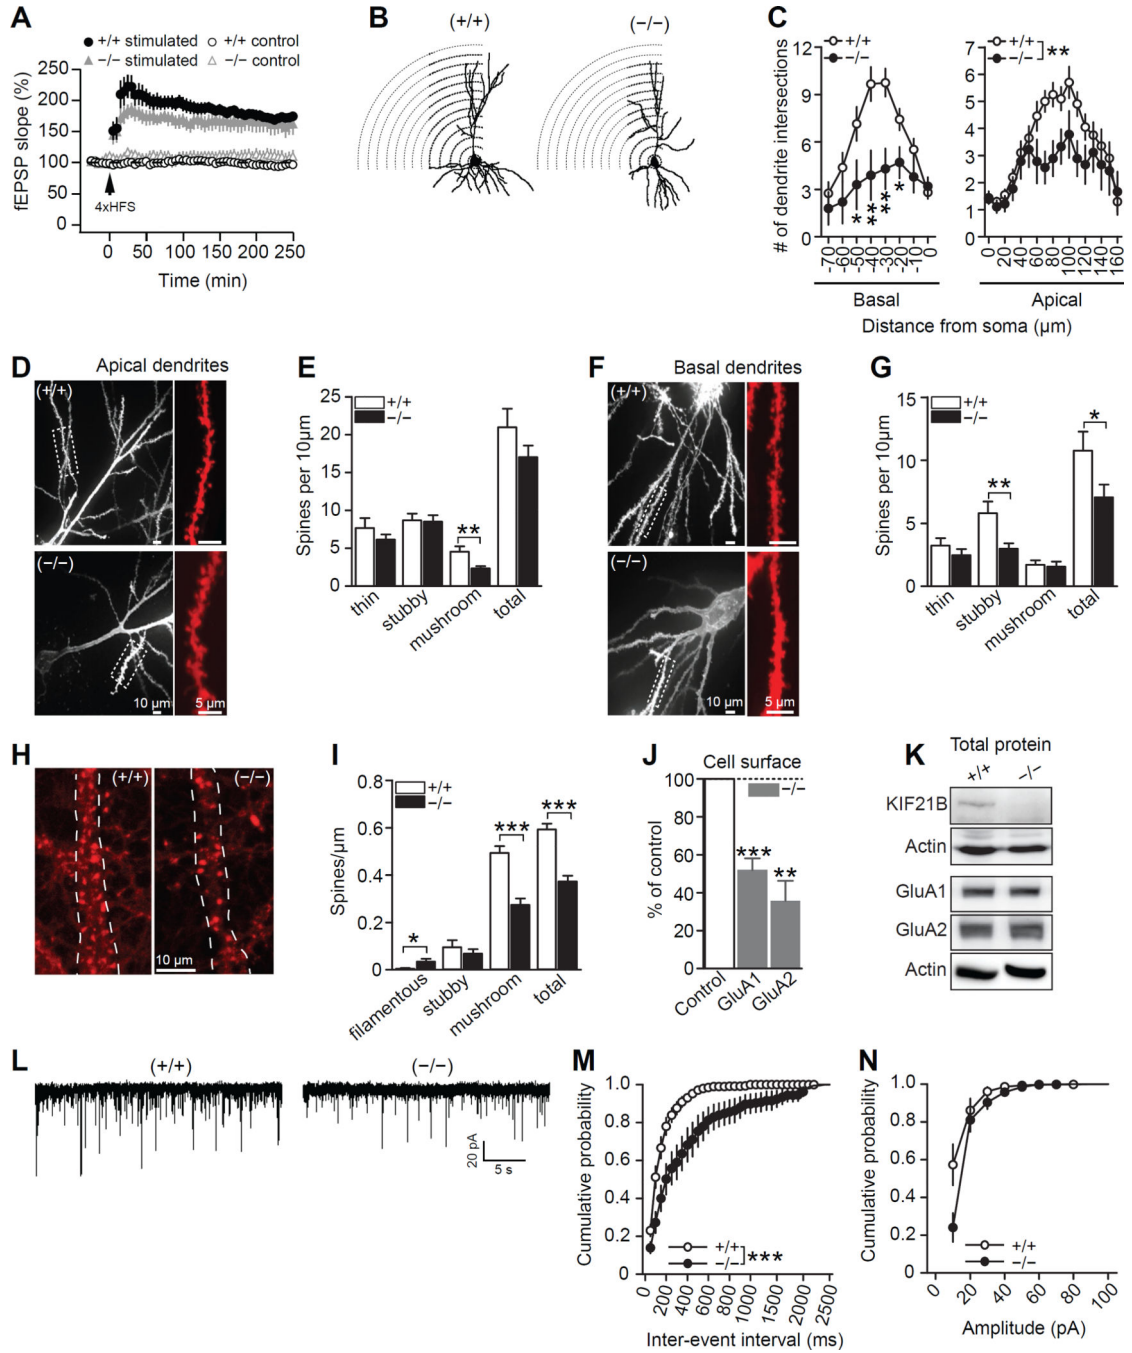 A
+/+ stimulated
+/+ control
−/− stimulated
−/− control
fEPSP slope (%)
250
200
150
100
50
0
4xHFS
0
50
100
150
200
250
Time (min)
B
(+/+)
(−/−)
C
# of dendrite intersections
+/+
−/−
12
9
6
3
0
*
**
**
*
-70
-60
-50
-40
-30
-20
-10
0
Basal
+/+
−/−
**
7
6
5
4
3
2
1
0
20
40
60
80
100
120
140
160
Apical
Distance from soma (µm)
D
Apical dendrites
(+/+)
(−/−)
10 µm
5 µm
E
Spines per 10µm
+/+
−/−
25
20
15
10
5
0
**
thin
stubby
mushroom
total
F
Basal dendrites
(+/+)
(−/−)
10 µm
5 µm
G
Spines per 10µm
+/+
−/−
15
10
5
0
**
*
thin
stubby
mushroom
total
H
(+/+)
(−/−)
10 µm
I
Spines/µm
+/+
−/−
0.8
0.6
0.4
0.2
0
*
***
***
filamentous
stubby
mushroom
total
J
Cell surface
−/−
% of control
100
80
60
40
20
0
***
**
Control
GluA1
GluA2
K
Total protein
+/+
−/−
KIF21B
Actin
GluA1
GluA2
Actin
L
(+/+)
(−/−)
20 pA
5 s
M
Cumulative probability
1.0
0.8
0.6
0.4
0.2
0
+/+
−/−
***
0
200
400
600
1000
1500
2000
2500
Inter-event interval (ms)
N
Cumulative probability
1.0
0.8
0.6
0.4
0.2
0
+/+
−/−
0
20
40
60
80
100
Amplitude (pA)